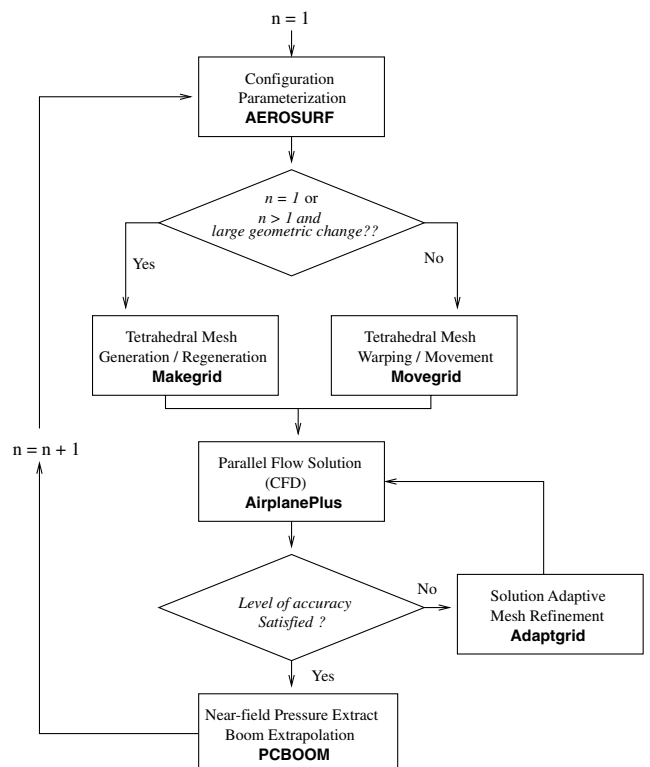 n = 1
Configuration
Parameterization
AEROSURF
n = 1 or
n > 1 and
large geometric change??
Yes
No
Tetrahedral Mesh
Generation / Regeneration
Makegrid
Tetrahedral Mesh
Warping / Movement
Movegrid
n = n + 1
Parallel Flow Solution
(CFD)
AirplanePlus
Level of accuracy
Satisfied ?
No
Solution Adaptive
Mesh Refinement
Adaptgrid
Yes
Near-field Pressure Extract
Boom Extrapolation
PCBOOM